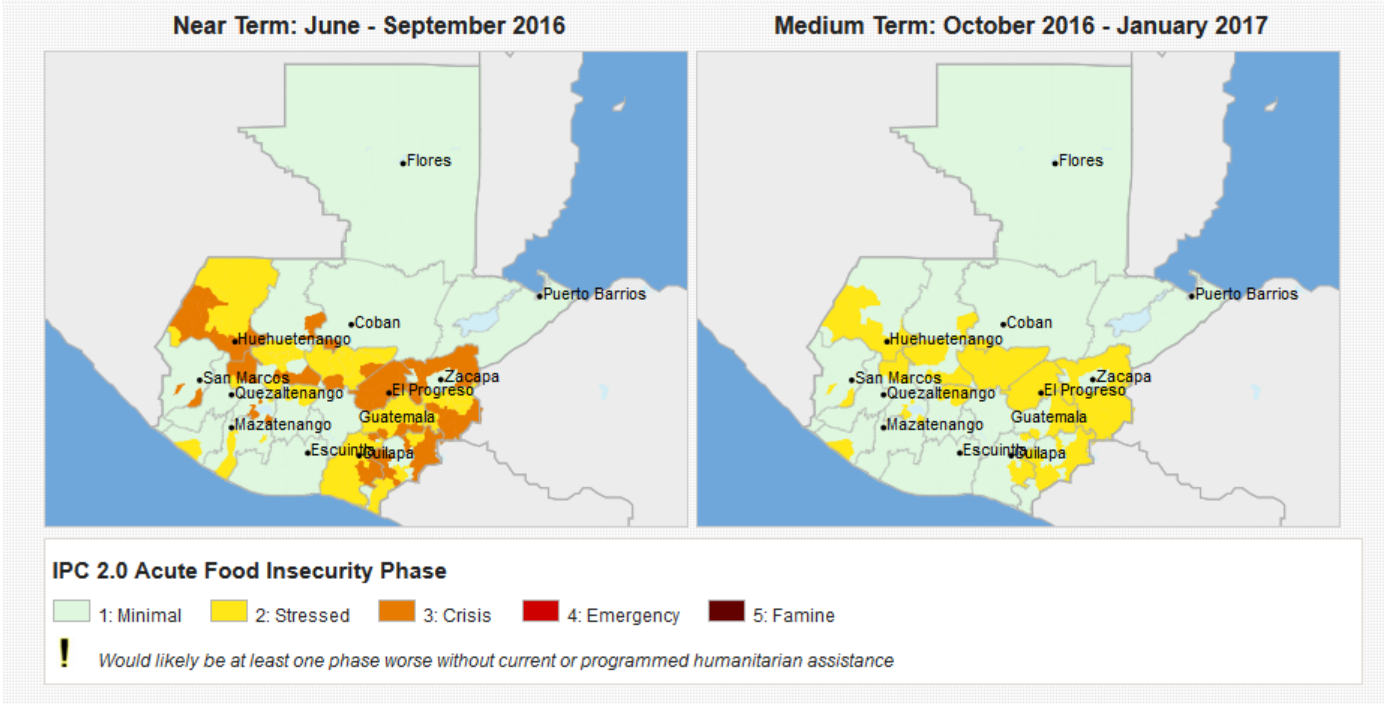 Near Term: June - September 2016
Medium Term: October 2016 - January 2017
Flores
Puerto Barrios
Coban
Huehuetenango
San Marcos
Zacapa
Quezaltenango
El Progreso
Guatemala
Mazatenango
Escuintla
Guilapa
Flores
Puerto Barrios
Coban
Huehuetenango
San Marcos
Zacapa
Quezaltenango
El Progreso
Guatemala
Mazatenango
Escuintla
Guilapa
IPC 2.0 Acute Food Insecurity Phase
1: Minimal 2: Stressed 3: Crisis 4: Emergency 5: Famine
! Would likely be at least one phase worse without current or programmed humanitarian assistance